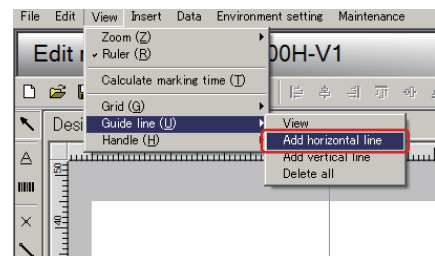 File Edit View Insert Data Environment setting Maintenance
Edit 00H-V1
Zoom (Z)
Ruler (R)
Calculate marking time (T)
Grid (G)
Guide line (U)
Handle (H)
View
Add horizontal line
Add vertical line
Delete all
Desi
A